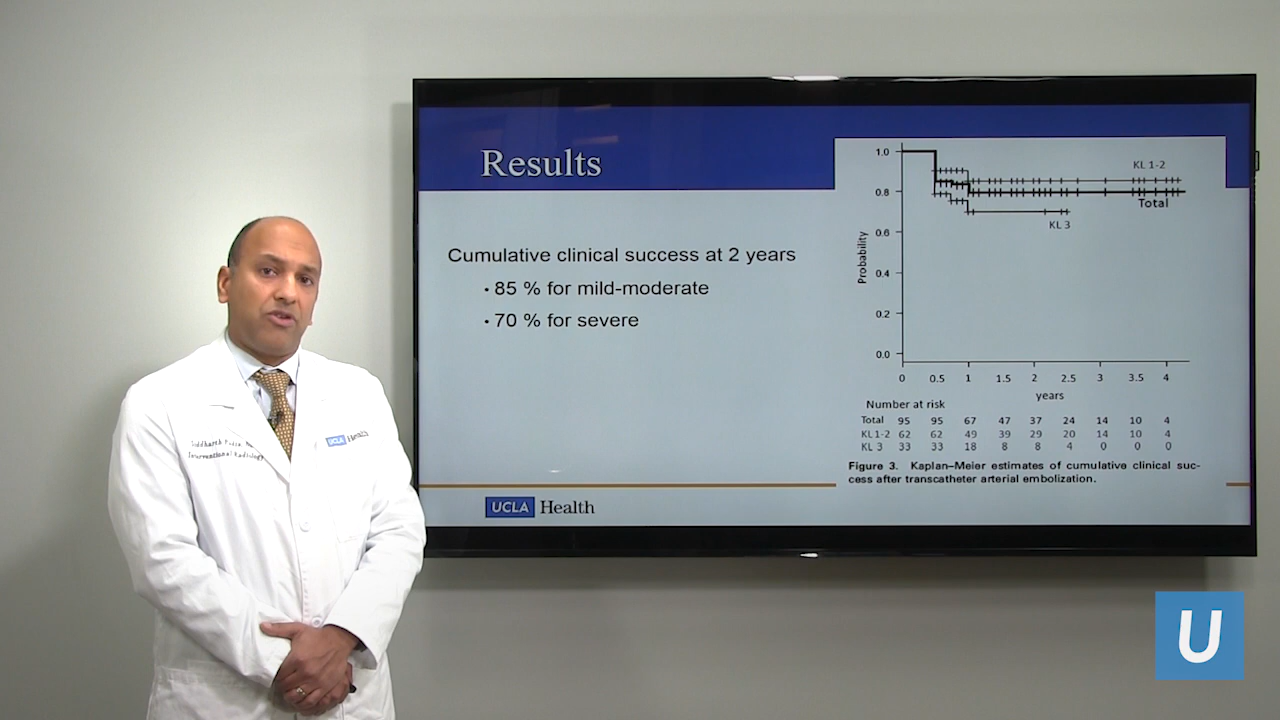 Results
Cumulative clinical success at 2 years
• 85 % for mild-moderate
• 70 % for severe
UCLA Health
1.0
0.8
0.6
0.4
0.2
0.0
Probability
KL 1-2
Total
KL 3
0 0.5 1 1.5 2 2.5 3 3.5 4
years
Number at risk
Total 95 95 67 47 37 24 14 10 4
KL 1-2 62 62 49 39 29 20 14 10 4
KL 3 33 33 18 8 8 4 0 0 0
Figure 3. Kaplan–Meier estimates of cumulative clinical suc-
cess after transcatheter arterial embolization.
Interventional Radiology
UCLA Health
U